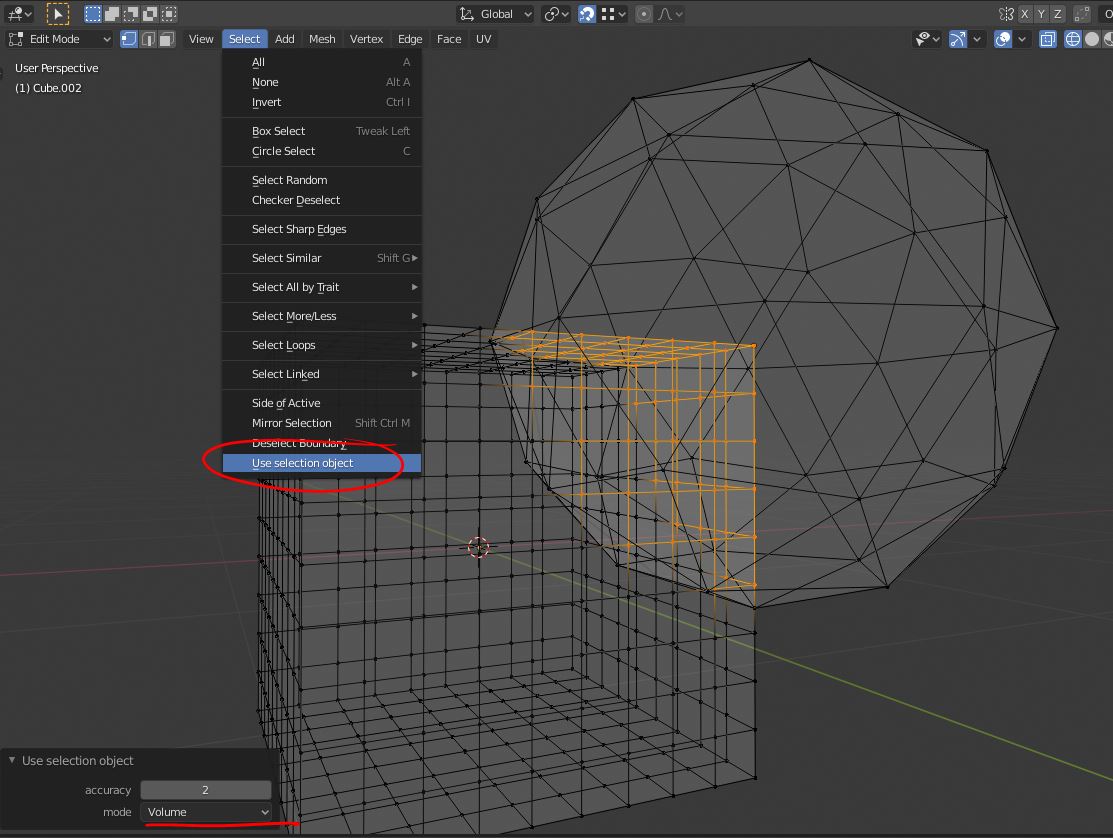 Global
X Y Z
Edit Mode View Select Add Mesh Vertex Edge Face UV
User Perspective
(1) Cube.002
All A
None Alt A
Invert Ctrl I
Box Select Tweak Left
Circle Select C
Select Random
Checker Deselect
Select Sharp Edges
Select Similar Shift G
Select All by Trait
Select More/Less
Select Loops
Select Linked
Side of Active
Mirror Selection Shift Ctrl M
Deselect Boundary
Use selection object
Use selection object
accuracy 2
mode Volume